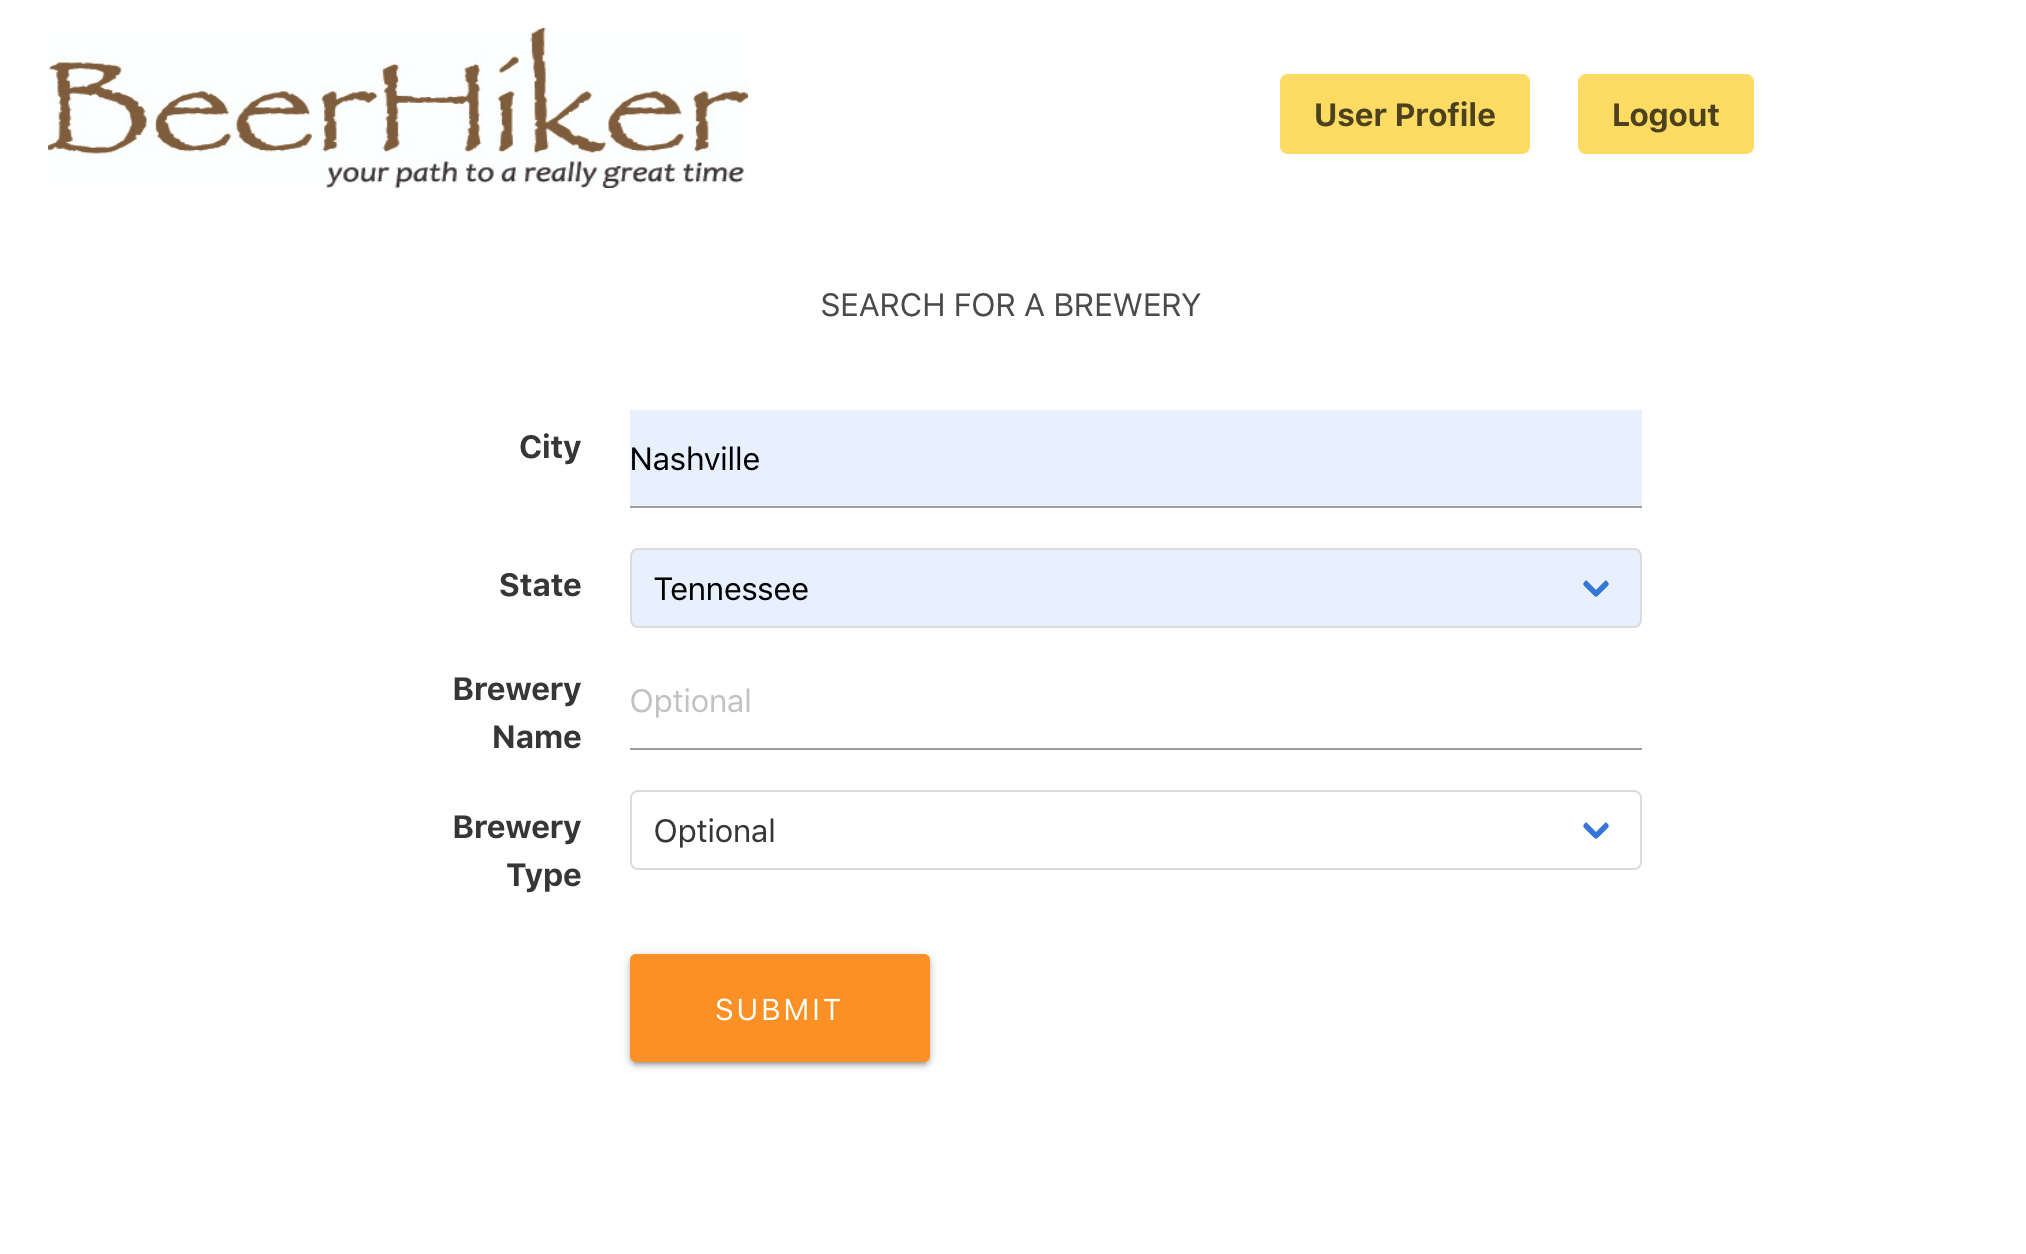 BeerHiker
your path to a really great time
User Profile
Logout
SEARCH FOR A BREWERY
City
Nashville
State
Tennessee
Brewery
Name
Optional
Brewery
Type
Optional
SUBMIT